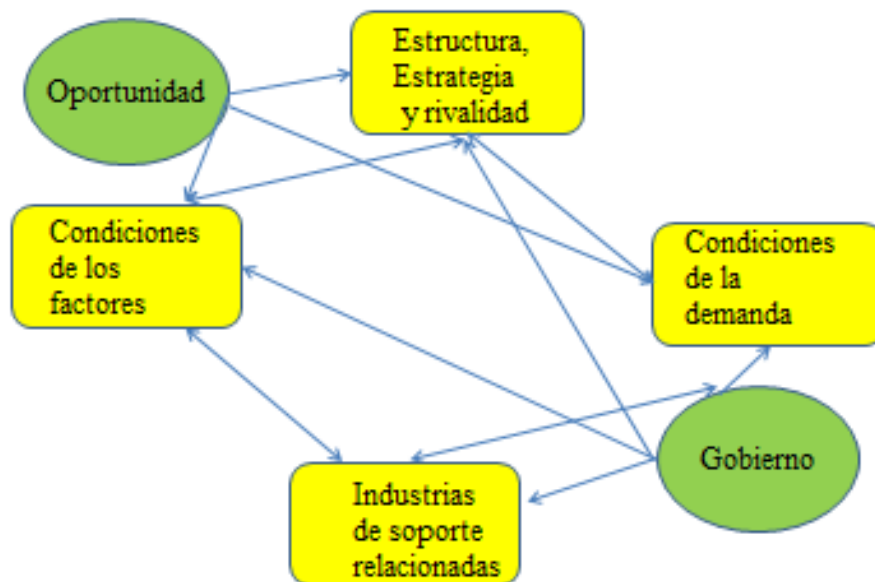 Oportunidad
Estructura,
Estrategia
y rivalidad
Condiciones
de los
factores
Condiciones
de la
demanda
Gobierno
Industrias
de soporte
relacionadas